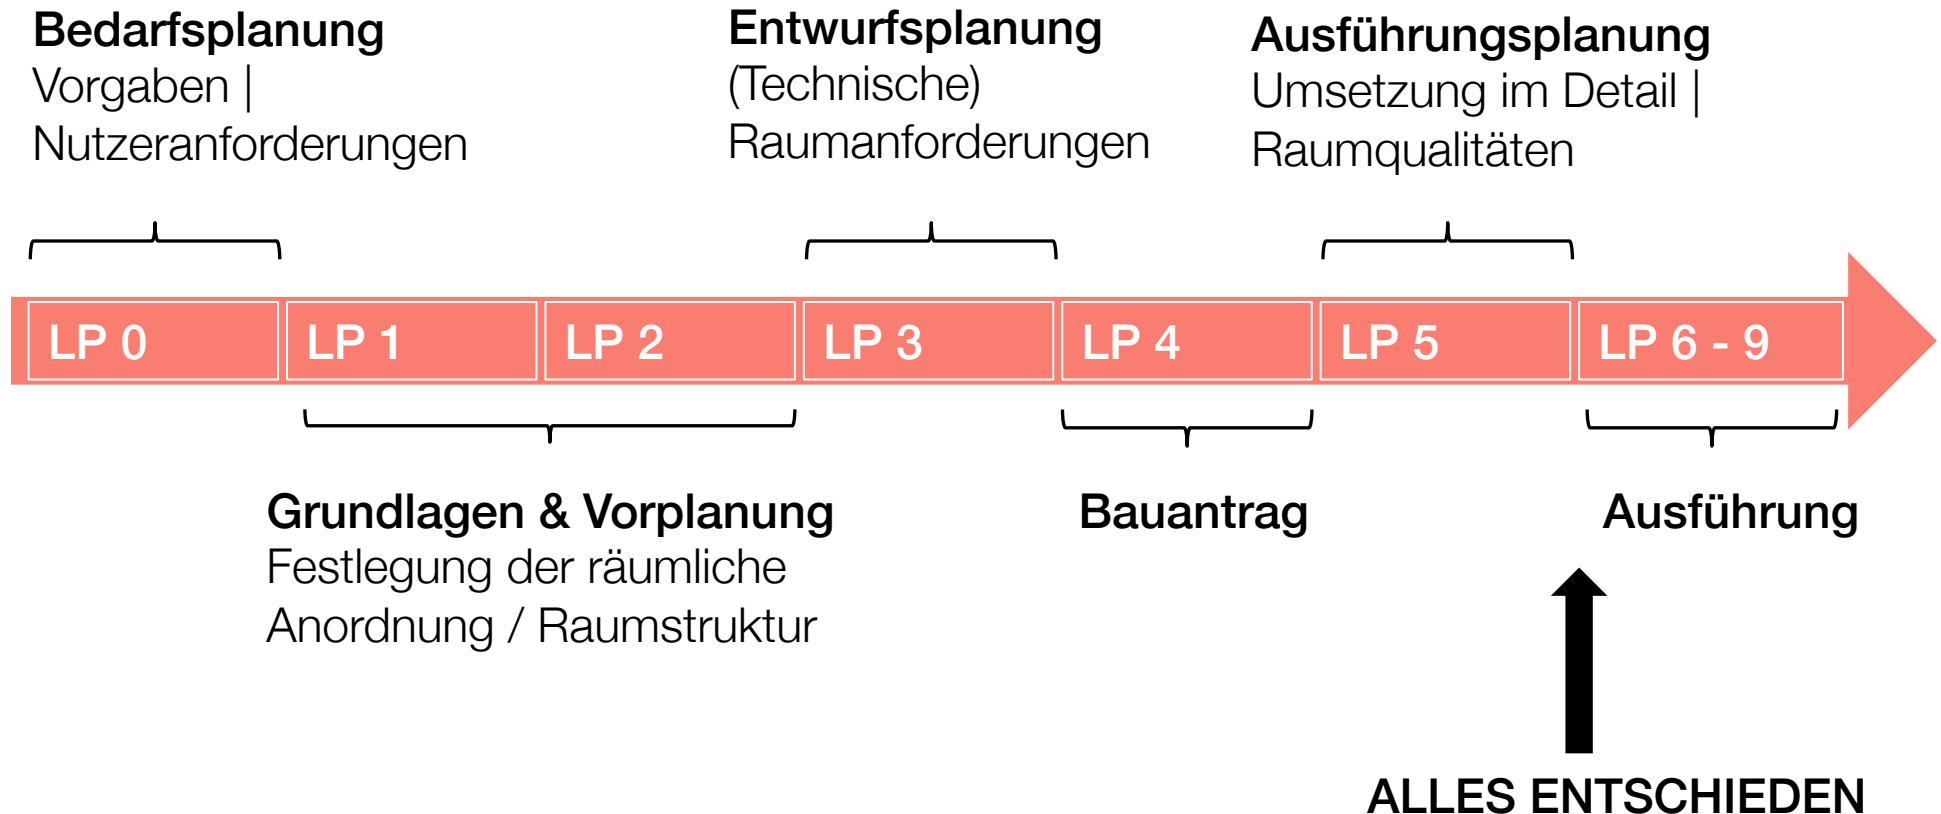 Bedarfsplanung
Vorgaben |
Nutzeranforderungen
Entwurfsplanung
(Technische)
Raumanforderungen
Ausführungsplanung
Umsetzung im Detail |
Raumqualitäten
LP 0
LP 1
LP 2
LP 3
LP 4
LP 5
LP 6 - 9
Grundlagen & Vorplanung
Festlegung der räumliche
Anordnung / Raumstruktur
Bauantrag
Ausführung
ALLES ENTSCHIEDEN